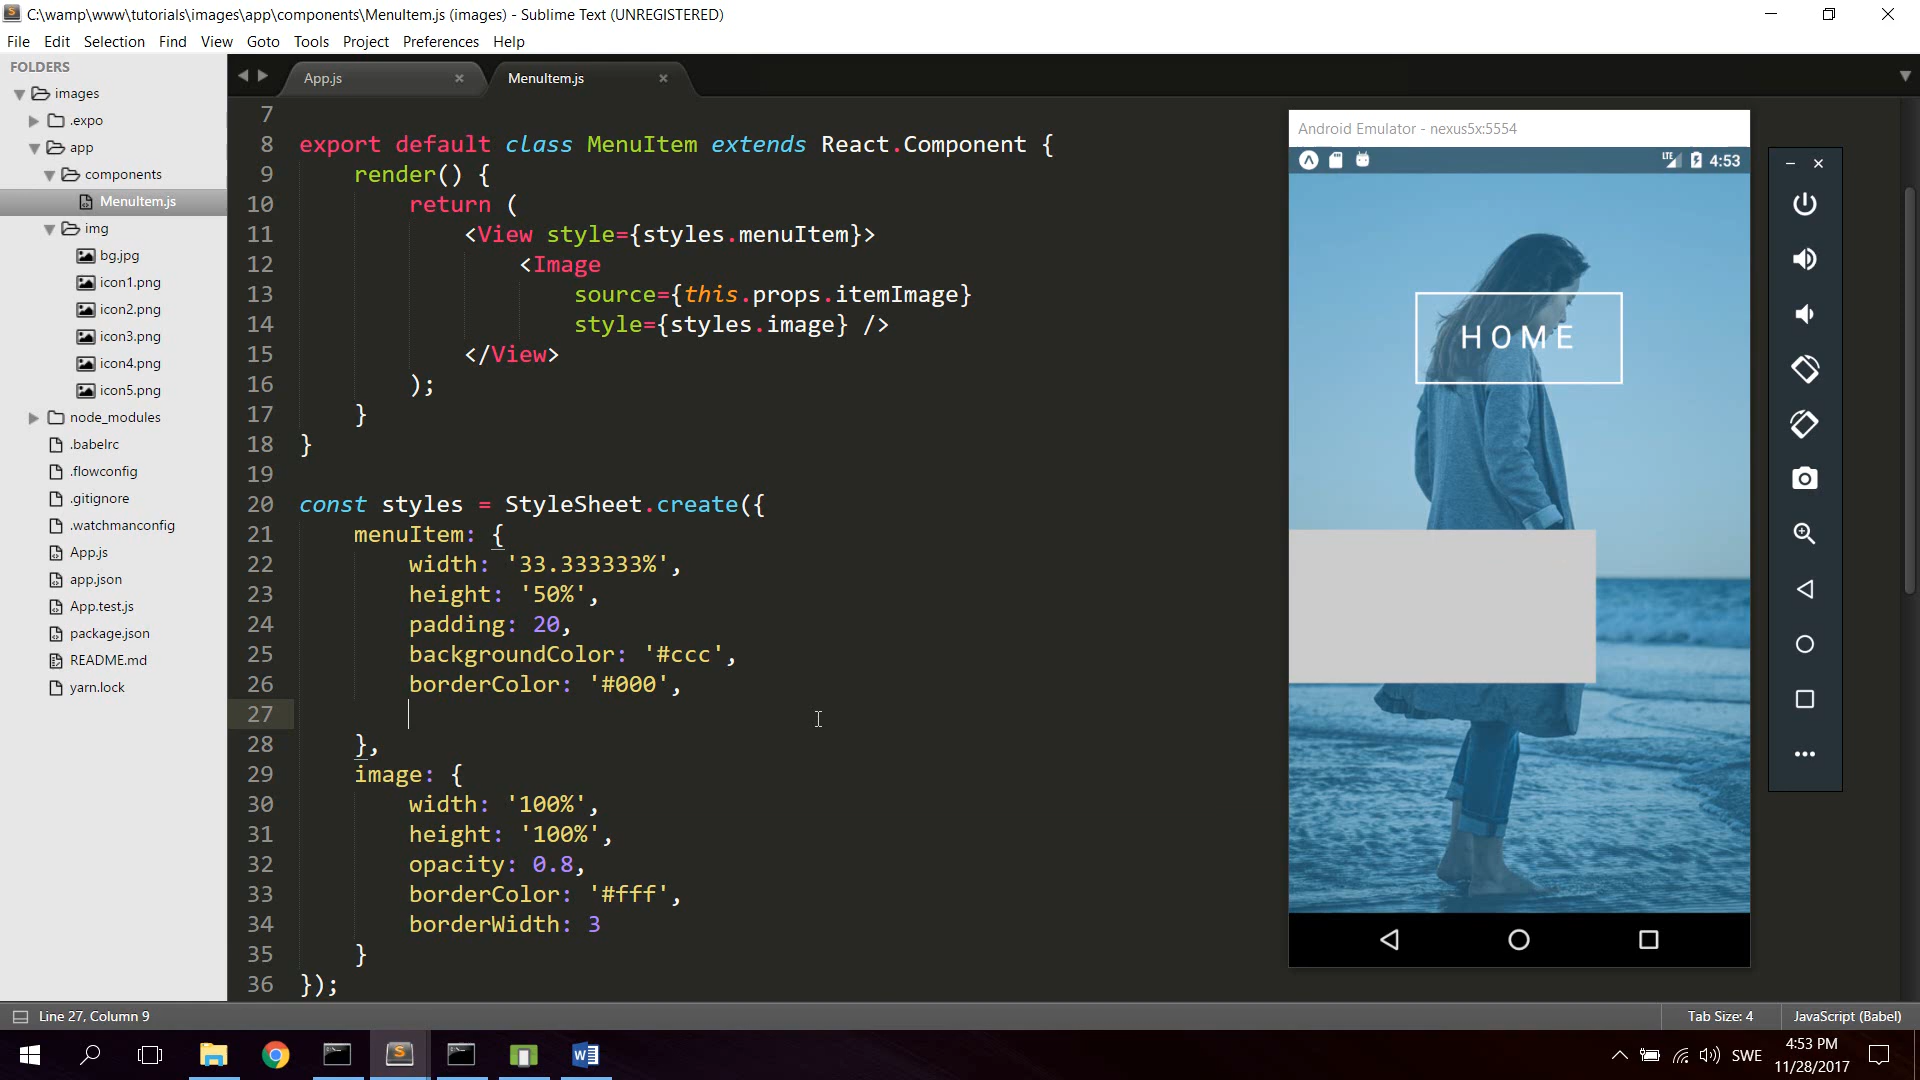 C:\wamp\www\tutorials\images\app\components\MenuItem.js (images) - Sublime Text (UNREGISTERED)
File Edit Selection Find View Goto Tools Project Preferences Help
FOLDERS
images
.expo
app
components
MenuItem.js
img
bg.jpg
icon1.png
icon2.png
icon3.png
icon4.png
icon5.png
node_modules
.babelrc
.flowconfig
.gitignore
.watchmanconfig
App.js
app.json
App.test.js
package.json
README.md
yarn.lock
App.js
MenuItem.js
7
8 export default class MenuItem extends React.Component {
9 render() {
10 return (
11 <View style={styles.menuItem}>
12 <Image
13 source={this.props.itemImage}
14 style={styles.image} />
15 </View>
16 );
17 }
18 }
19
20 const styles = StyleSheet.create({
21 menuItem: {
22 width: '33.333333%',
23 height: '50%',
24 padding: 20,
25 backgroundColor: '#ccc',
26 borderColor: '#000',
27
28 },
29 image: {
30 width: '100%',
31 height: '100%',
32 opacity: 0.8,
33 borderColor: '#fff',
34 borderWidth: 3
35 }
36 });
Android Emulator - nexus5x:5554
LTE 4:53
HOME
Line 27, Column 9
Tab Size: 4
JavaScript (Babel)
SWE
4:53 PM
11/28/2017